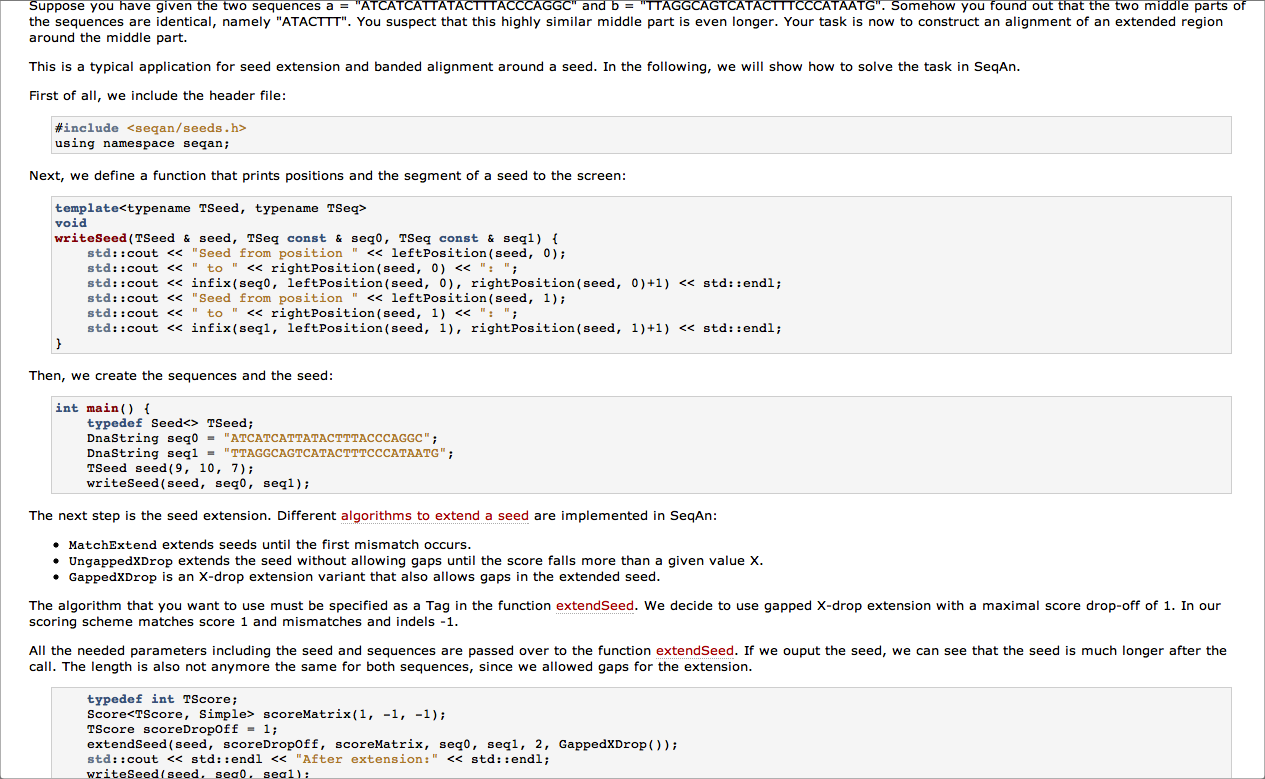 Suppose you have given the two sequences a = "ATCATCATTATACTTTACCCAGGC" and b = "TTAGGCAGTCATACTTTCCCATAATG". Somehow you found out that the two middle parts of
the sequences are identical, namely "ATACTTT". You suspect that this highly similar middle part is even longer. Your task is now to construct an alignment of an extended region
around the middle part.
This is a typical application for seed extension and banded alignment around a seed. In the following, we will show how to solve the task in SeqAn.
First of all, we include the header file:
#include <seqan/seeds.h>
using namespace seqan;
Next, we define a function that prints positions and the segment of a seed to the screen:
template<typename TSeed, typename TSeq>
void
writeSeed(TSeed & seed, TSeq const & seq0, TSeq const & seq1) {
    std::cout << "Seed from position " << leftPosition(seed, 0);
    std::cout << " to " << rightPosition(seed, 0) << ": ";
    std::cout << infix(seq0, leftPosition(seed, 0), rightPosition(seed, 0)+1) << std::endl;
    std::cout << "Seed from position " << leftPosition(seed, 1);
    std::cout << " to " << rightPosition(seed, 1) << ": ";
    std::cout << infix(seq1, leftPosition(seed, 1), rightPosition(seed, 1)+1) << std::endl;
}
Then, we create the sequences and the seed:
int main() {
    typedef Seed<> TSeed;
    DnaString seq0 = "ATCATCATTATACTTTACCCAGGC";
    DnaString seq1 = "TTAGGCAGTCATACTTTCCCATAATG";
    TSeed seed(9, 10, 7);
    writeSeed(seed, seq0, seq1);
The next step is the seed extension. Different algorithms to extend a seed are implemented in SeqAn:
• MatchExtend extends seeds until the first mismatch occurs.
• UngappedXDrop extends the seed without allowing gaps until the score falls more than a given value X.
• GappedXDrop is an X-drop extension variant that also allows gaps in the extended seed.
The algorithm that you want to use must be specified as a Tag in the function extendSeed. We decide to use gapped X-drop extension with a maximal score drop-off of 1. In our
scoring scheme matches score 1 and mismatches and indels -1.
All the needed parameters including the seed and sequences are passed over to the function extendSeed. If we ouput the seed, we can see that the seed is much longer after the
call. The length is also not anymore the same for both sequences, since we allowed gaps for the extension.
    typedef int TScore;
    Score<TScore, Simple> scoreMatrix(1, -1, -1);
    TScore scoreDropOff = 1;
    extendSeed(seed, scoreDropOff, scoreMatrix, seq0, seq1, 2, GappedXDrop());
    std::cout << std::endl << "After extension:" << std::endl;
    writeSeed(seed, seq0, seq1);